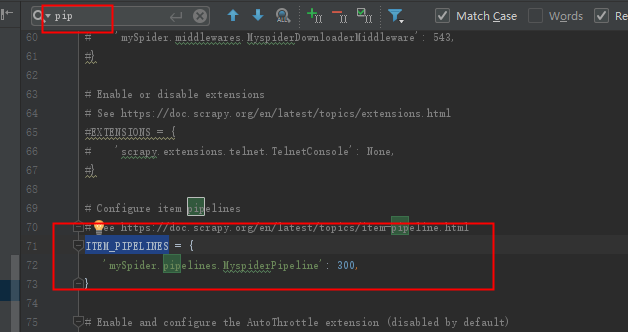 pip
Match Case
Words
Re
60 # 'mySpider.middlewares.MyspiderDownloaderMiddleware': 543,
61 #}
62
63 # Enable or disable extensions
64 # See https://doc.scrapy.org/en/latest/topics/extensions.html
65 #EXTENSIONS = {
66 # 'scrapy.extensions.telnet.TelnetConsole': None,
67 #}
68
69 # Configure item pipelines
70 # See https://doc.scrapy.org/en/latest/topics/item-pipeline.html
71 ITEM_PIPELINES = {
72 'mySpider.pipelines.MyspiderPipeline': 300,
73 }
74
75 # Enable and configure the AutoThrottle extension (disabled by default)